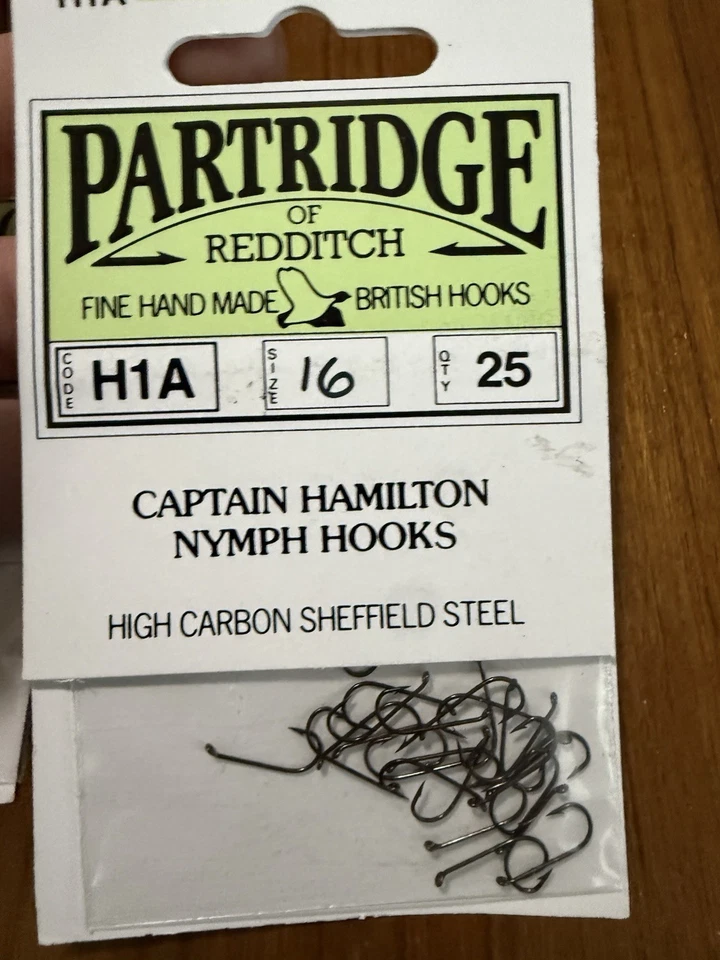 H1A
PARTRIDGE
OF
REDDITCH
FINE HAND MADE BRITISH HOOKS
CODE H1A SIZE 16 QTY 25
CAPTAIN HAMILTON
NYMPH HOOKS
HIGH CARBON SHEFFIELD STEEL